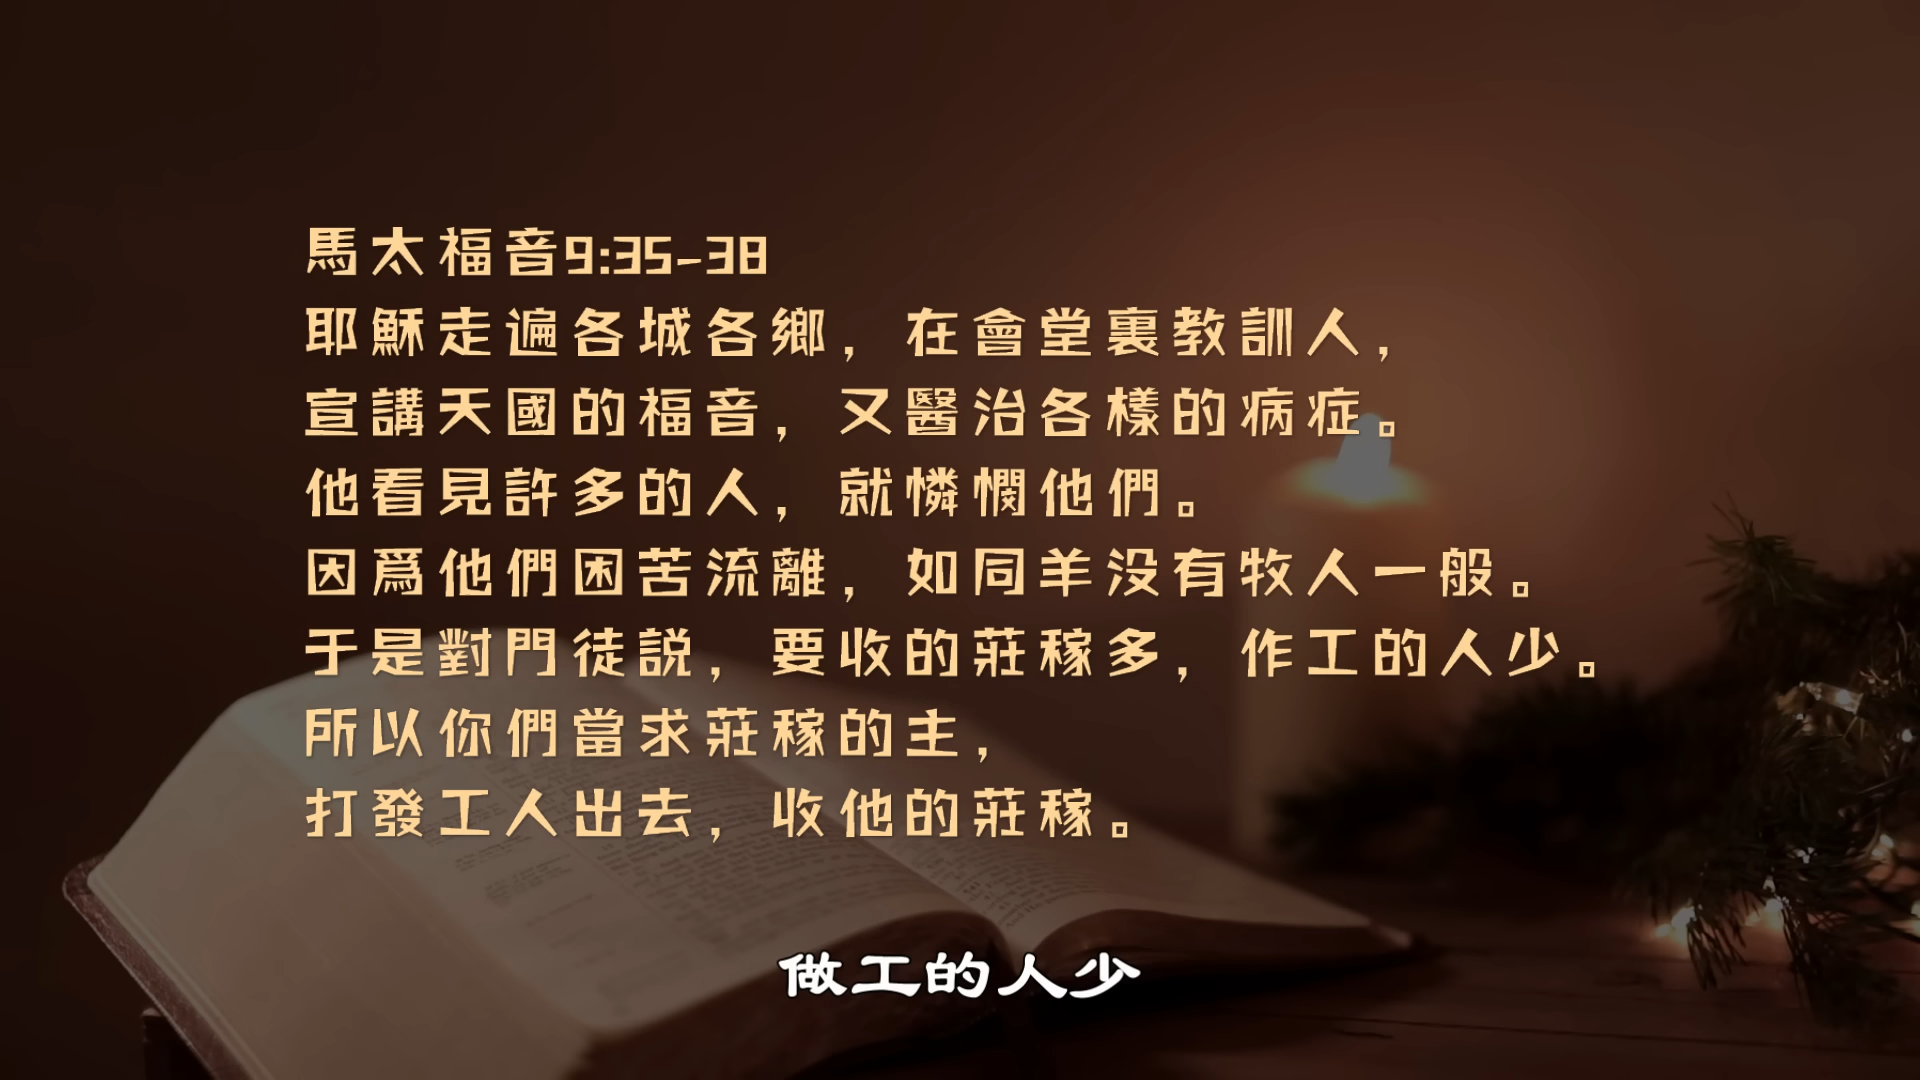 馬太福音9:35-38
耶穌走遍各城各鄉，在會堂裏教訓人，
宣講天國的福音，又醫治各樣的病症。
他看見許多的人，就憐憫他們。
因爲他們困苦流離，如同羊没有牧人一般。
于是對門徒説，要收的莊稼多，作工的人少。
所以你們當求莊稼的主，
打發工人出去，收他的莊稼。
做工的人少